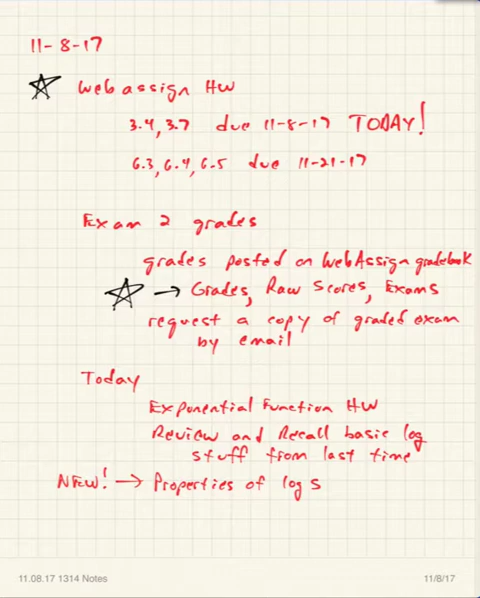 11-8-17
WebAssign HW
3.4, 3.7 due 11-8-17 TODAY!
6.3, 6.4, 6.5 due 11-21-17
Exam 2 grades
grades posted on WebAssign gradebook
→ Grades, Raw Scores, Exams
request a copy of graded exam
by email
Today
Exponential Function HW
Review and Recall basic log
stuff from last time
NEW! → Properties of logs
11.08.17 1314 Notes
11/8/17